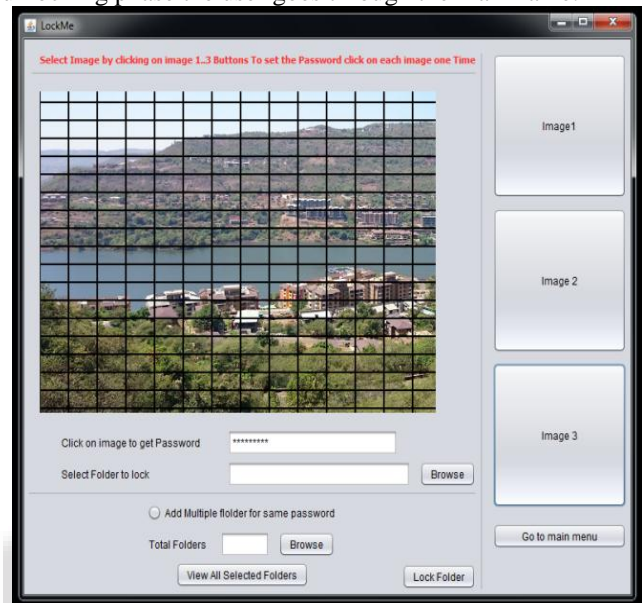 LockMe
Select Image by clicking on image 1..3 Buttons To set the Password click on each image one Time
Image1
Image 2
Image 3
Click on image to get Password
*********
Select Folder to lock
Browse
Add Multiple flolder for same password
Total Folders
Browse
Go to main menu
View All Selected Folders
Lock Folder